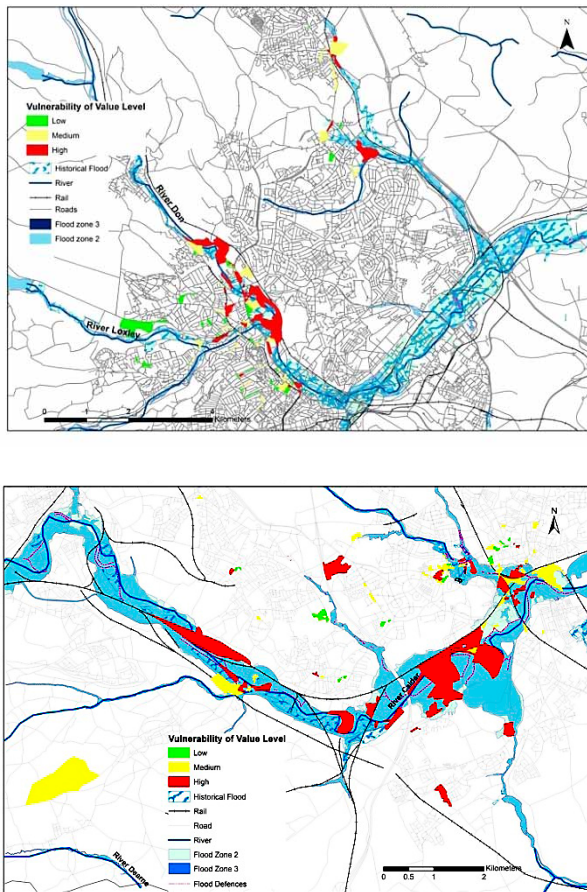 N
Vulnerability of Value Level
Low
Medium
High
Historical Flood
River
Rail
Roads
Flood zone 3
Flood zone 2
River Don
River Loxley
0 1 2 4
Kilometers
N
River Calder
Vulnerability of Value Level
Low
Medium
High
Historical Flood
Rail
Road
River
Flood Zone 2
Flood Zone 3
Flood Defences
River Dearne
Kilometers
0 0.5 1 2